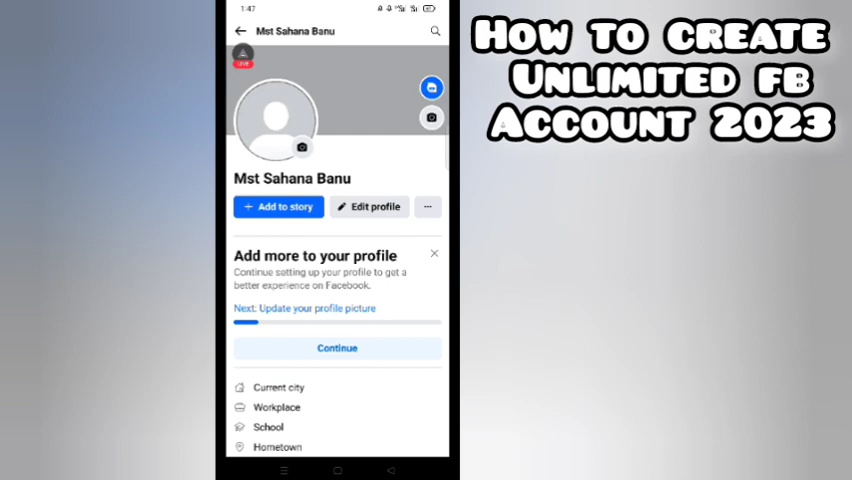 1:47
Mst Sahana Banu
LIVE
How to create
Unlimited fb
Account 2023
Mst Sahana Banu
+ Add to story
Edit profile
Add more to your profile
Continue setting up your profile to get a
better experience on Facebook.
Next: Update your profile picture
Continue
Current city
Workplace
School
Hometown